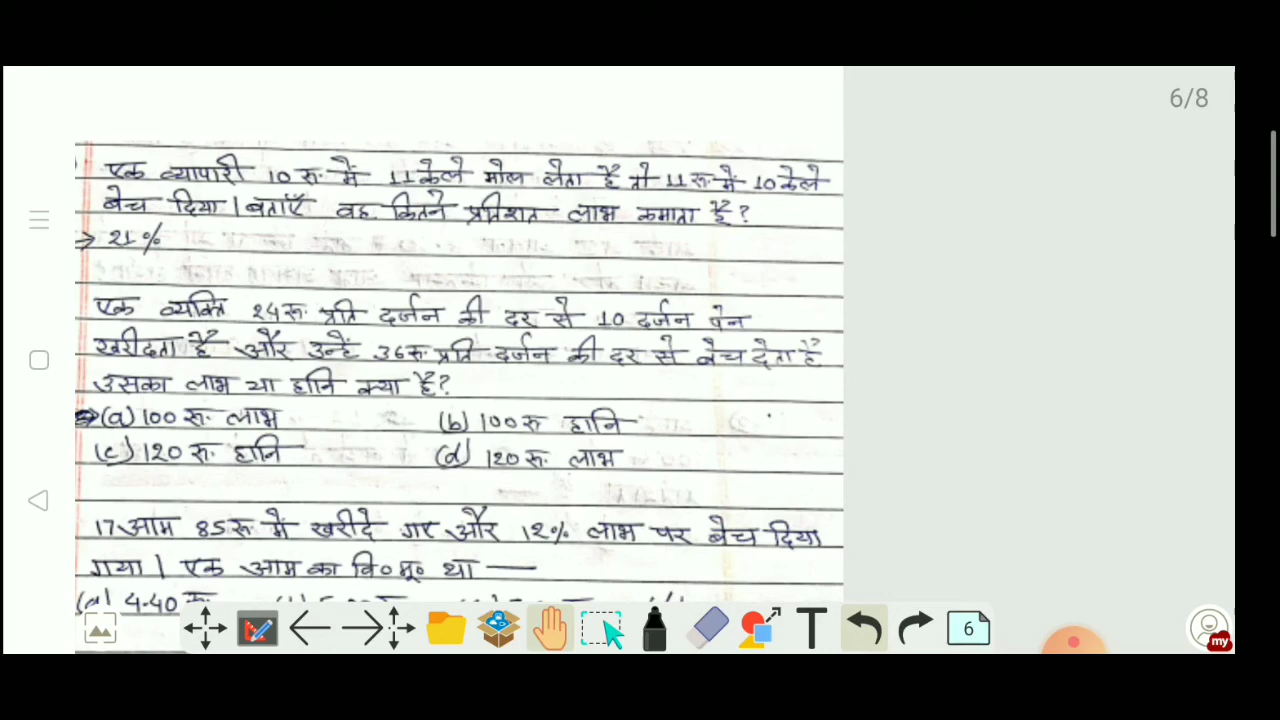 6/8
एक व्यापारी 10 रू. में 11 केले मोल लेता है तो 11 रू. में 10 केले
बेच दिया। बताएँ वह कितने प्रतिशत लाभ कमाता है?
→ 21%
एक व्यक्ति 24 रू. प्रति दर्जन की दर से 10 दर्जन पेन
खरीदता है और उन्हें 36 रू. प्रति दर्जन की दर से बेच देता है
उसका लाभ या हानि क्या है?
(a) 100 रू. लाभ (b) 100 रू हानि
(c) 120 रू. हानि (d) 120 रू. लाभ
17 आम 85 रू में खरीदे गए और 12% लाभ पर बेच दिया
गया। एक आम का वि० मू० था —
(a) 4.40 रू.
T
6
my